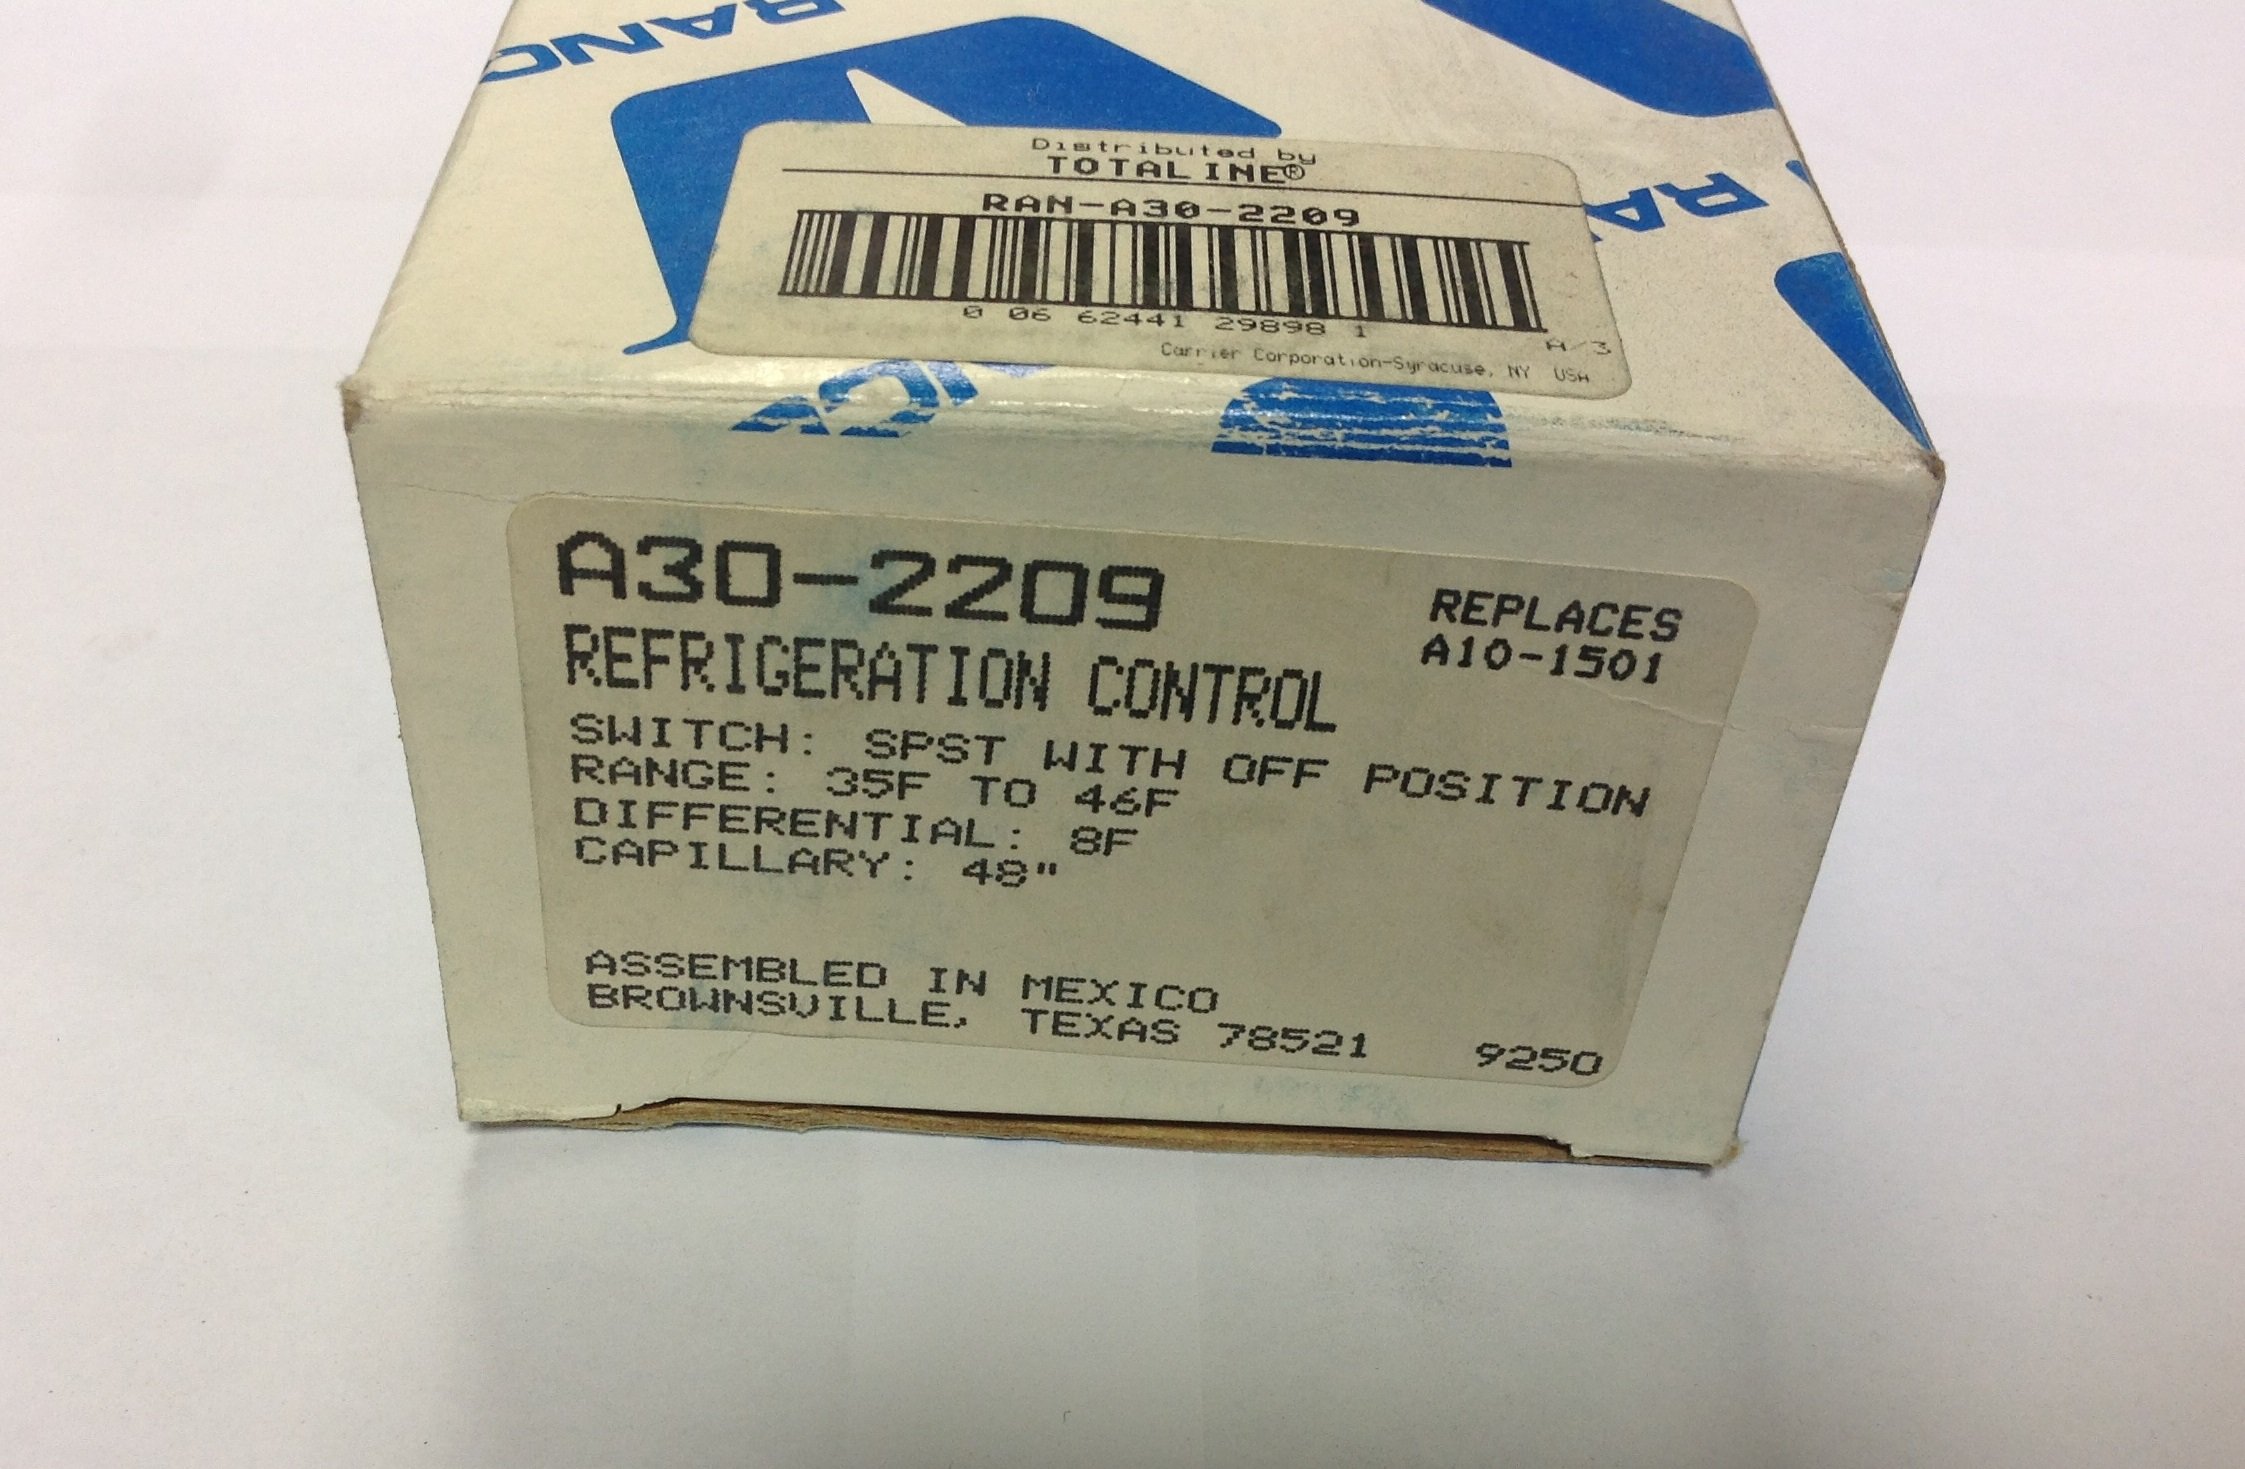 RANC
Distributed by
TOTALINE®
RAN-A30-2209
0 06 62441 29898 1
A/3
Carrier Corporation-Syracuse, NY USA
RA
A30-2209
REPLACES
A10-1501
REFRIGERATION CONTROL
SWITCH: SPST WITH OFF POSITION
RANGE: 35F TO 46F
DIFFERENTIAL: 8F
CAPILLARY: 48"
ASSEMBLED IN MEXICO
BROWNSVILLE, TEXAS 78521 9250